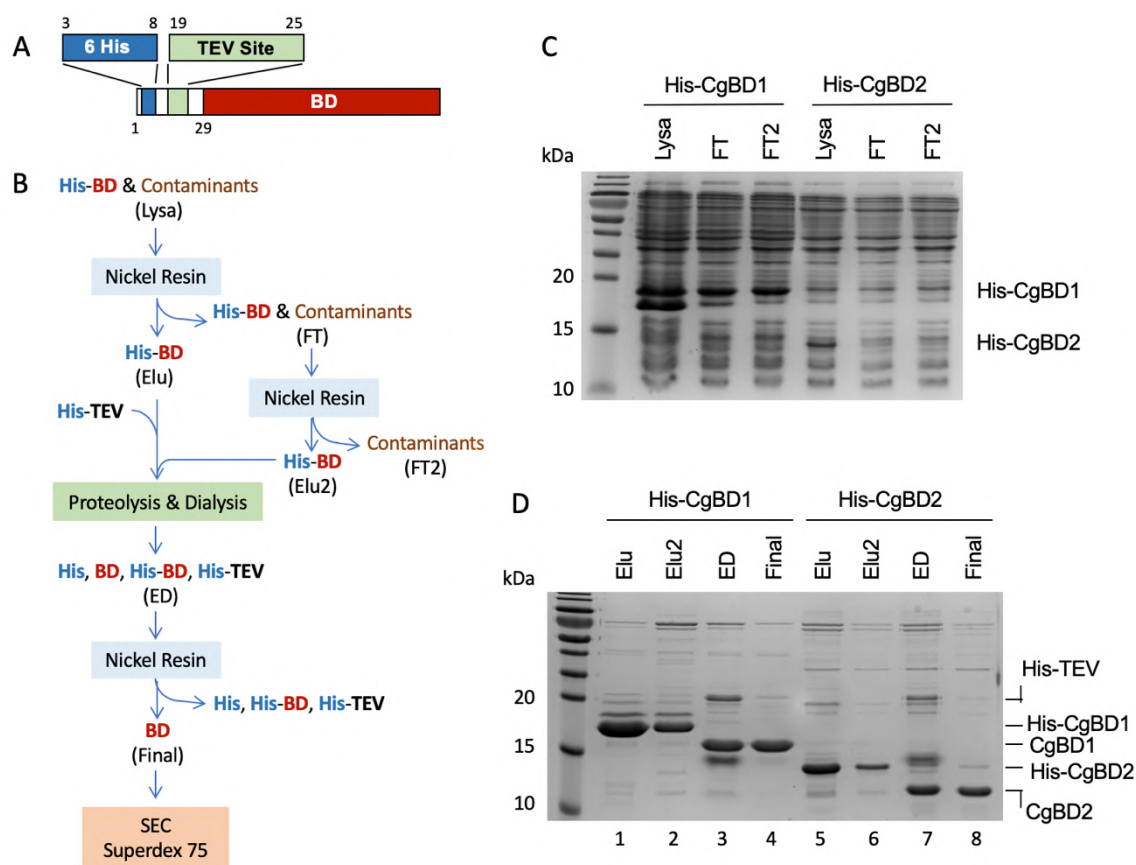 A
3
8
19
25
6 His
TEV Site
BD
1
29
B
His-BD & Contaminants
(Lysa)
Nickel Resin
His-BD & Contaminants
(FT)
His-BD
(Elu)
Nickel Resin
His-TEV
Contaminants
(FT2)
His-BD
(Elu2)
Proteolysis & Dialysis
His, BD, His-BD, His-TEV
(ED)
Nickel Resin
His, His-BD, His-TEV
BD
(Final)
SEC
Superdex 75
C
His-CgBD1
His-CgBD2
Lysa
FT
FT2
Lysa
FT
FT2
kDa
20
15
10
His-CgBD1
His-CgBD2
D
His-CgBD1
His-CgBD2
Elu
Elu2
ED
Final
Elu
Elu2
ED
Final
kDa
20
15
10
His-TEV
His-CgBD1
CgBD1
His-CgBD2
CgBD2
1 2 3 4 5 6 7 8